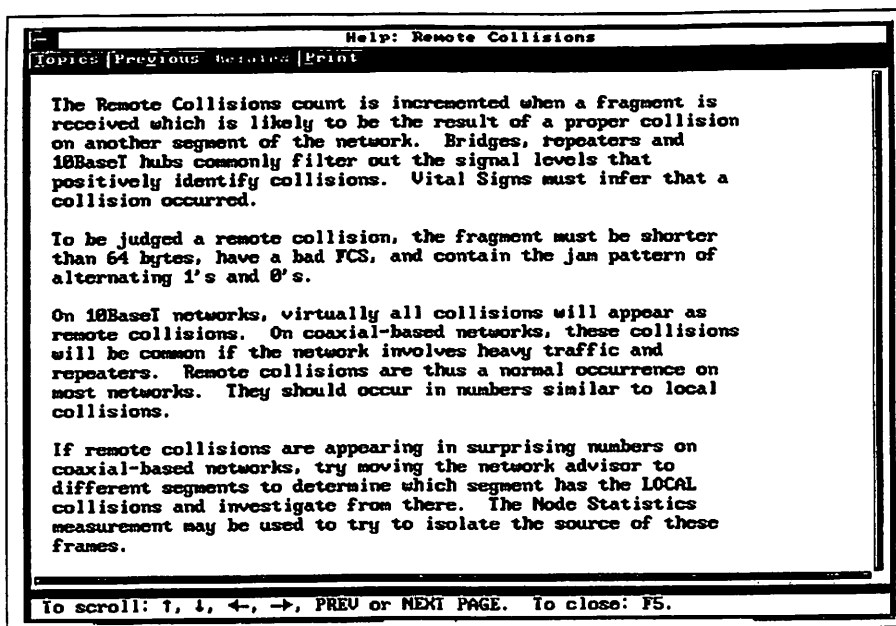 Help: Remote Collisions
Topics Previous Print
The Remote Collisions count is incremented when a fragment is
received which is likely to be the result of a proper collision
on another segment of the network. Bridges, repeaters and
10BaseT hubs commonly filter out the signal levels that
positively identify collisions. Vital Signs must infer that a
collision occurred.
To be judged a remote collision, the fragment must be shorter
than 64 bytes, have a bad FCS, and contain the jam pattern of
alternating 1's and 0's.
On 10BaseT networks, virtually all collisions will appear as
remote collisions. On coaxial-based networks, these collisions
will be common if the network involves heavy traffic and
repeaters. Remote collisions are thus a normal occurrence on
most networks. They should occur in numbers similar to local
collisions.
If remote collisions are appearing in surprising numbers on
coaxial-based networks, try moving the network advisor to
different segments to determine which segment has the LOCAL
collisions and investigate from there. The Node Statistics
measurement may be used to try to isolate the source of these
frames.
To scroll: ↑, ↓, ←, →, PREV or NEXT PAGE. To close: F5.